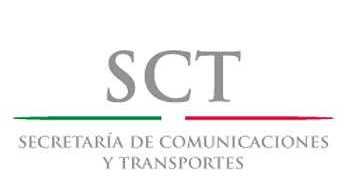 SCT
SECRETARÍA DE COMUNICACIONES
Y TRANSPORTES